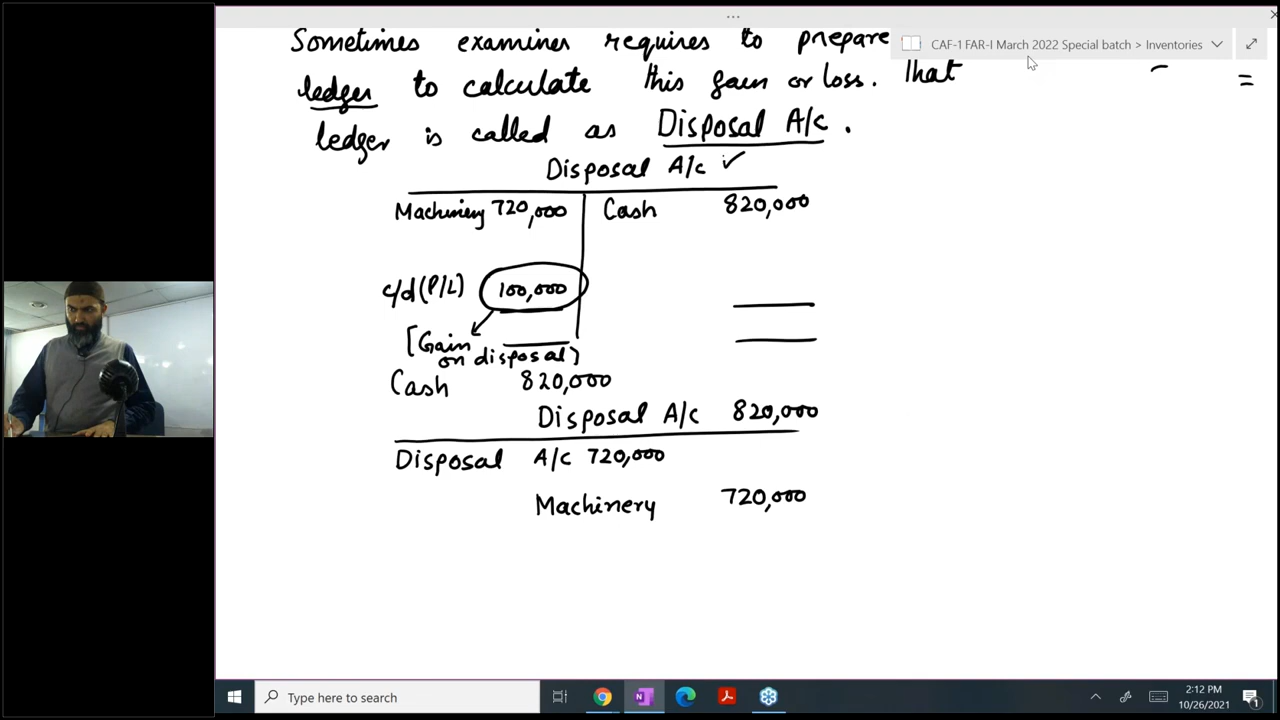 Sometimes examiner requires to prepare
CAF-1 FAR-I March 2022 Special batch > Inventories
ledger to calculate this gain or loss. That
=
ledger is called as Disposal A/c.
Disposal A/c ✓
Machinery 720,000 Cash 820,000
c/d (P/L) 100,000
[Gain on disposal]
Cash 820,000
Disposal A/c 820,000
Disposal A/c 720,000
Machinery 720,000
Type here to search
2:12 PM
10/26/2021
1